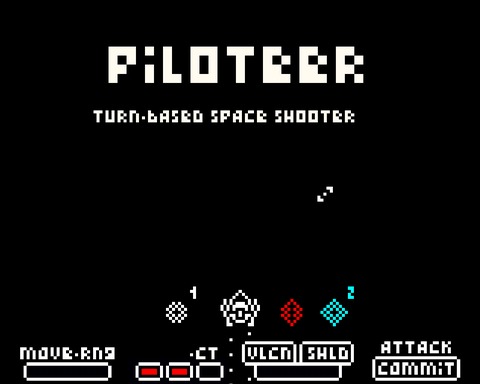 PiLOTEER
TURN-BASED SPACE SHOOTER
1
2
MOVE-RNG
-CT
VLCN
SHLD
ATTACK
COMMiT